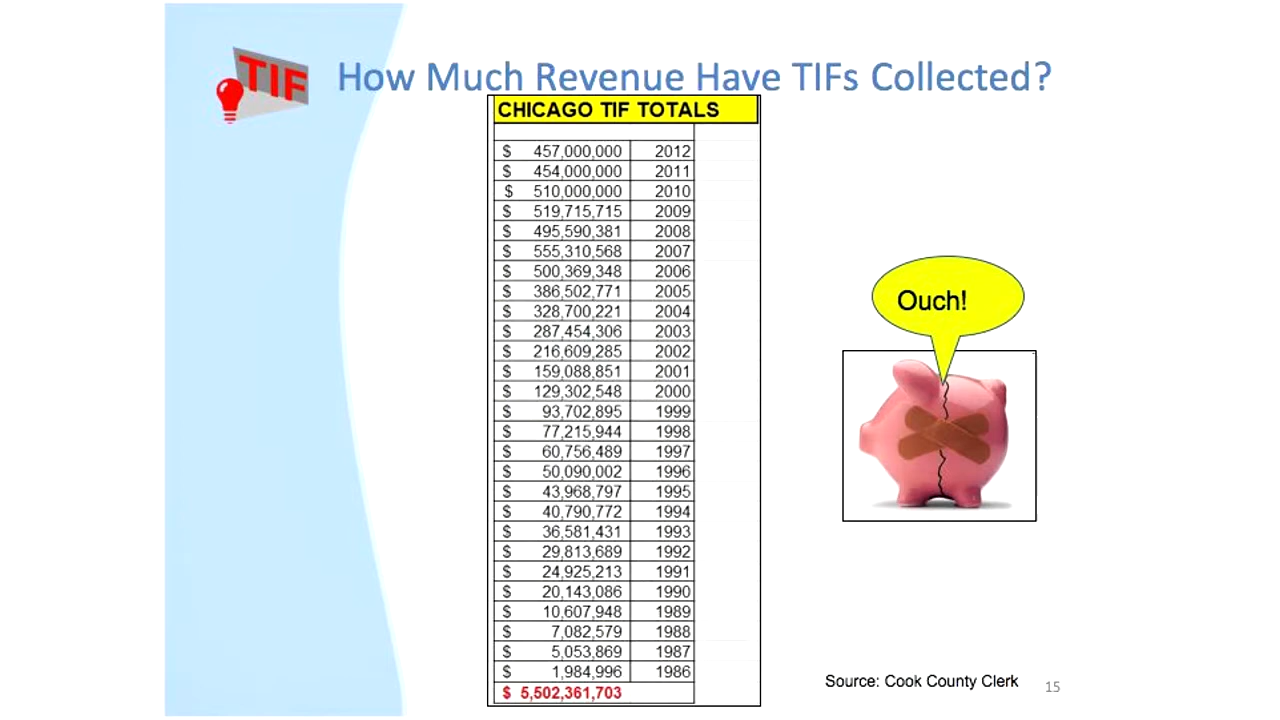 TIF
How Much Revenue Have TIFs Collected?
CHICAGO TIF TOTALS
$ 457,000,000 2012
$ 454,000,000 2011
$ 510,000,000 2010
$ 519,715,715 2009
$ 495,590,381 2008
$ 555,310,568 2007
$ 500,369,348 2006
$ 386,502,771 2005
$ 328,700,221 2004
$ 287,454,306 2003
$ 216,609,285 2002
$ 159,088,851 2001
$ 129,302,548 2000
$ 93,702,895 1999
$ 77,215,944 1998
$ 60,756,489 1997
$ 50,090,002 1996
$ 43,968,797 1995
$ 40,790,772 1994
$ 36,581,431 1993
$ 29,813,689 1992
$ 24,925,213 1991
$ 20,143,086 1990
$ 10,607,948 1989
$ 7,082,579 1988
$ 5,053,869 1987
$ 1,984,996 1986
$ 5,502,361,703
Ouch!
Source: Cook County Clerk
15